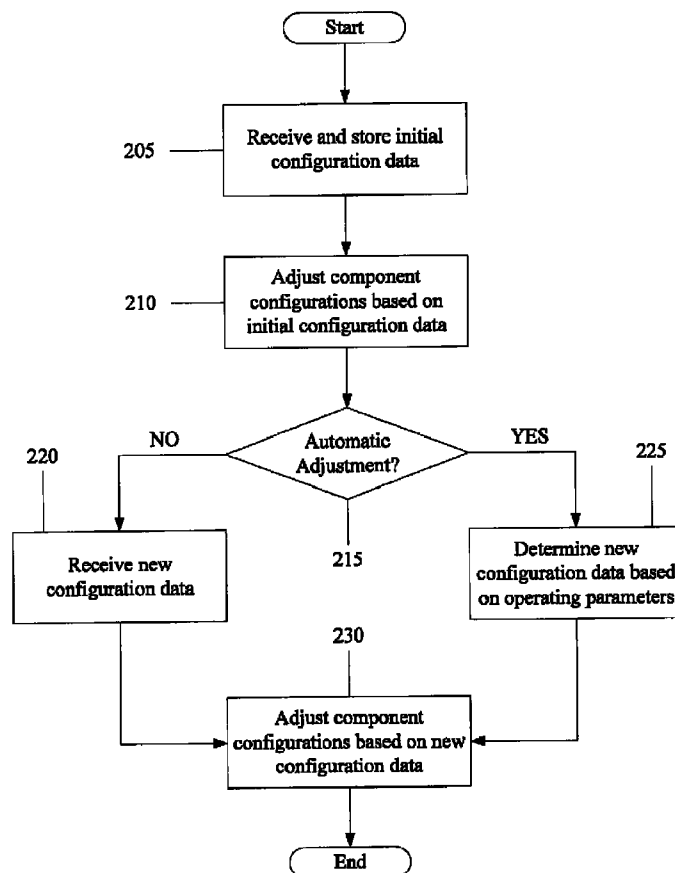 Start
205
Receive and store initial
configuration data
210
Adjust component
configurations based on
initial configuration data
NO
Automatic
Adjustment?
YES
220
225
215
Receive new
configuration data
Determine new
configuration data based
on operating parameters
230
Adjust component
configurations based on new
configuration data
End